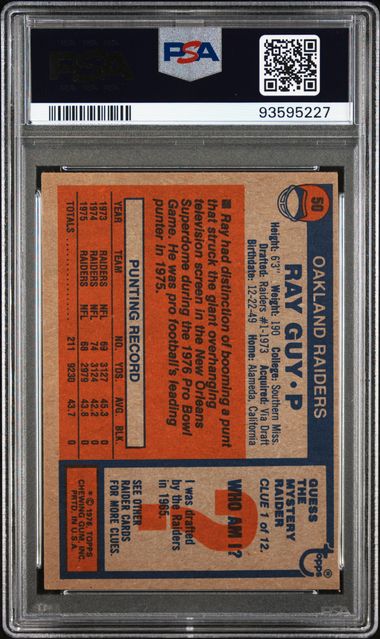 PSA
93595227
50
OAKLAND RAIDERS
RAY GUY • P
Height: 6'3" Weight: 190 College: Southern Miss.
Drafted: Raiders #1-1973 Acquired: Via Draft
Birthdate: 12-22-49 Home: Alameda, California
■ Ray had distinction of booming a punt
that struck the giant overhanging
television screen in the New Orleans
Superdome during the 1976 Pro Bowl
Game. He was pro football's leading
punter in 1975.
PUNTING RECORD
YEAR TEAM NO. YDS. AVG. BLK.
1973 RAIDERS NFL 69 3127 45.3 0
1974 RAIDERS NFL 74 3124 42.2 0
1975 RAIDERS NFL 68 2979 43.8 0
TOTALS 211 9230 43.7 0
topps®
GUESS
THE
MYSTERY
RAIDER
CLUE 1 of 12.
?
WHO AM I?
I was drafted
by the Raiders
in 1965.
SEE OTHER
RAIDER CARDS
FOR MORE CLUES.
* © 1976, TOPPS
CHEWING GUM, INC.
PRTD. IN U.S.A.